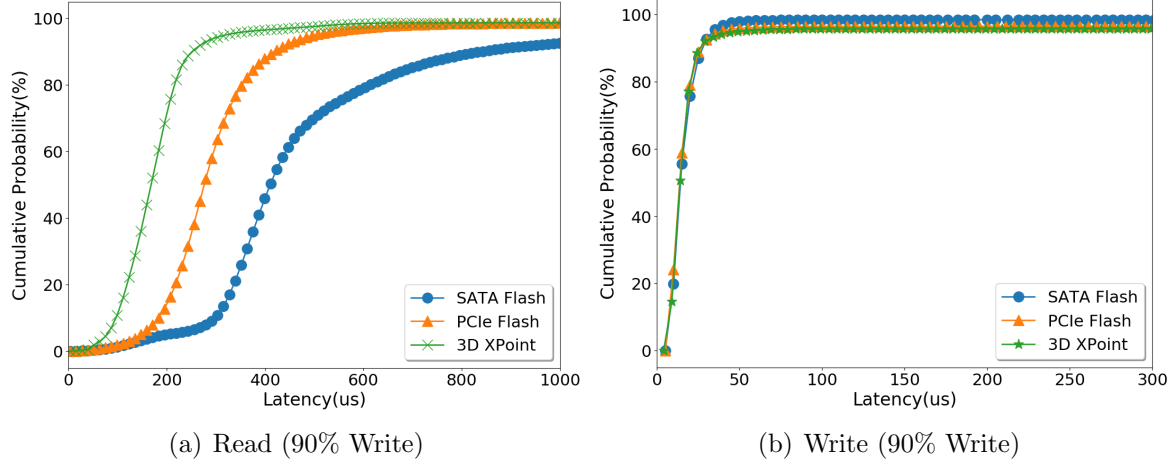 Cumulative Probability(%)
100
80
60
40
20
0
0
200
400
600
800
1000
Latency(us)
SATA Flash
PCIe Flash
3D XPoint
(a) Read (90% Write)
Cumulative Probability(%)
100
80
60
40
20
0
0
50
100
150
200
250
300
Latency(us)
SATA Flash
PCIe Flash
3D XPoint
(b) Write (90% Write)